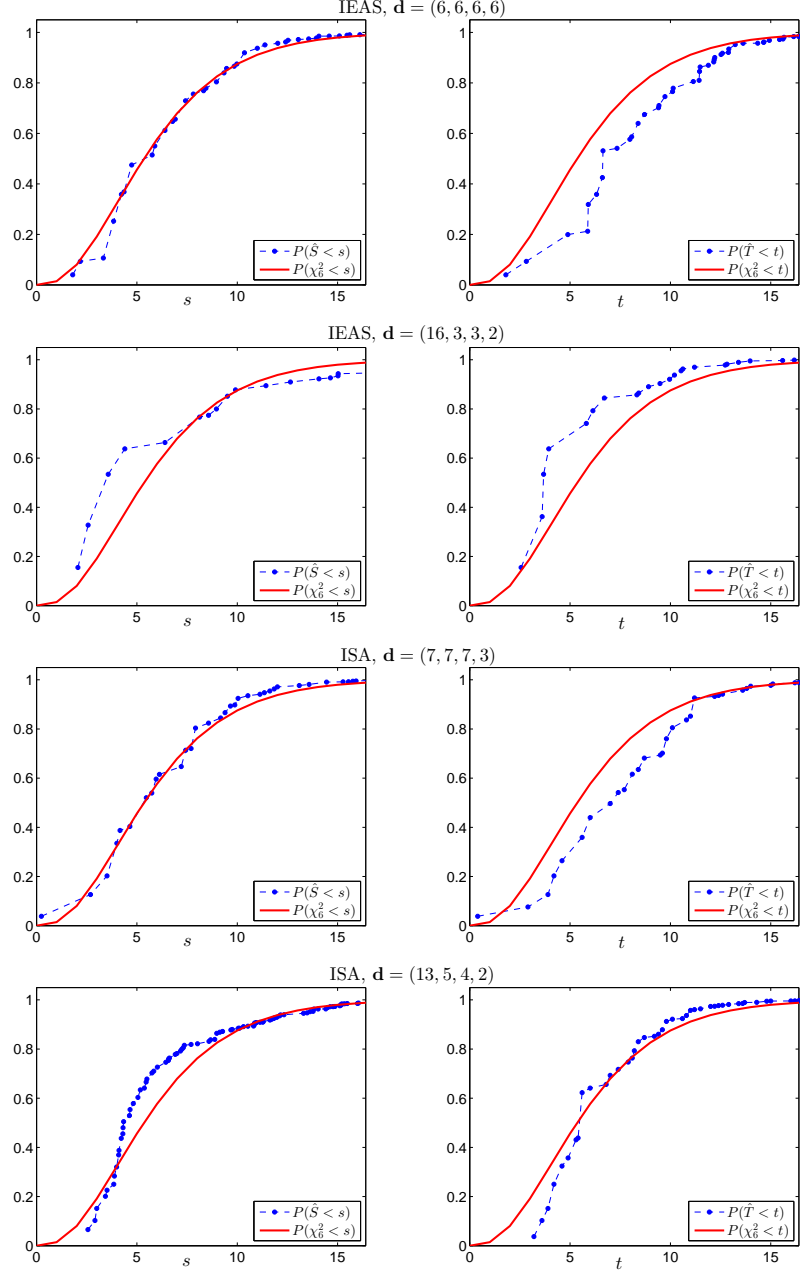 IEAS, d = (6, 6, 6, 6)
1
0.8
0.6
0.4
0.2
0
0 5 10 15
s
P(Ŝ < s)
P(χ²₆ < s)
1
0.8
0.6
0.4
0.2
0
0 5 10 15
t
P(T̂ < t)
P(χ²₆ < t)
IEAS, d = (16, 3, 3, 2)
1
0.8
0.6
0.4
0.2
0
0 5 10 15
s
P(Ŝ < s)
P(χ²₆ < s)
1
0.8
0.6
0.4
0.2
0
0 5 10 15
t
P(T̂ < t)
P(χ²₆ < t)
ISA, d = (7, 7, 7, 3)
1
0.8
0.6
0.4
0.2
0
0 5 10 15
s
P(Ŝ < s)
P(χ²₆ < s)
1
0.8
0.6
0.4
0.2
0
0 5 10 15
t
P(T̂ < t)
P(χ²₆ < t)
ISA, d = (13, 5, 4, 2)
1
0.8
0.6
0.4
0.2
0
0 5 10 15
s
P(Ŝ < s)
P(χ²₆ < s)
1
0.8
0.6
0.4
0.2
0
0 5 10 15
t
P(T̂ < t)
P(χ²₆ < t)